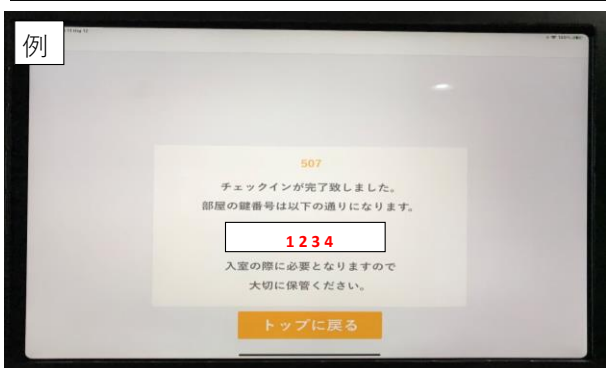 例
507
チェックインが完了致しました。
部屋の鍵番号は以下の通りになります。
1234
入室の際に必要となりますので
大切に保管ください。
トップに戻る